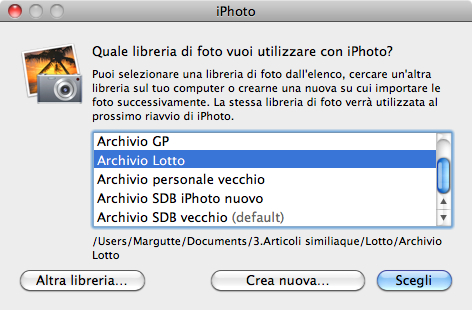 iPhoto
Quale libreria di foto vuoi utilizzare con iPhoto?
Puoi selezionare una libreria di foto dall'elenco, cercare un'altra
libreria sul tuo computer o crearne una nuova su cui importare le
foto successivamente. La stessa libreria di foto verrà utilizzata al
prossimo riavvio di iPhoto.
Archivio GP
Archivio Lotto
Archivio personale vecchio
Archivio SDB iPhoto nuovo
Archivio SDB vecchio (default)
/Users/Margutte/Documents/3.Articoli similiaque/Lotto/Archivio
Lotto
Altra libreria... Crea nuova... Scegli